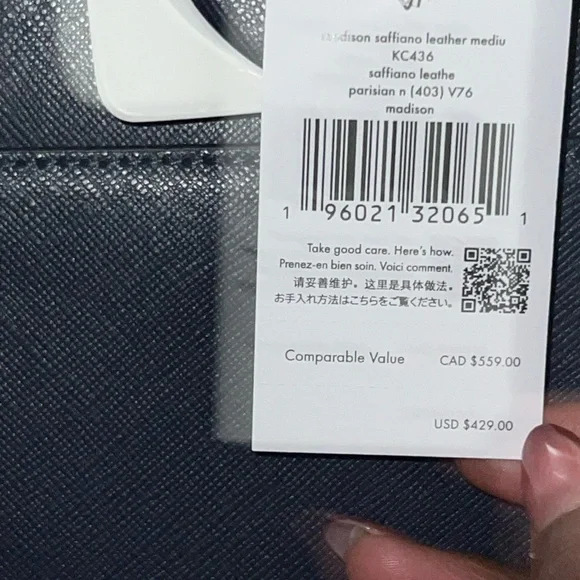 madison saffiano leather mediu
KC436
saffiano leathe
parisian n (403) V76
madison
1 96021 32065 1
Take good care. Here's how.
Prenez-en bien soin. Voici comment.
请妥善维护。这里是具体做法。
お手入れ方法はこちらをご覧ください。
Comparable Value CAD $559.00
USD $429.00